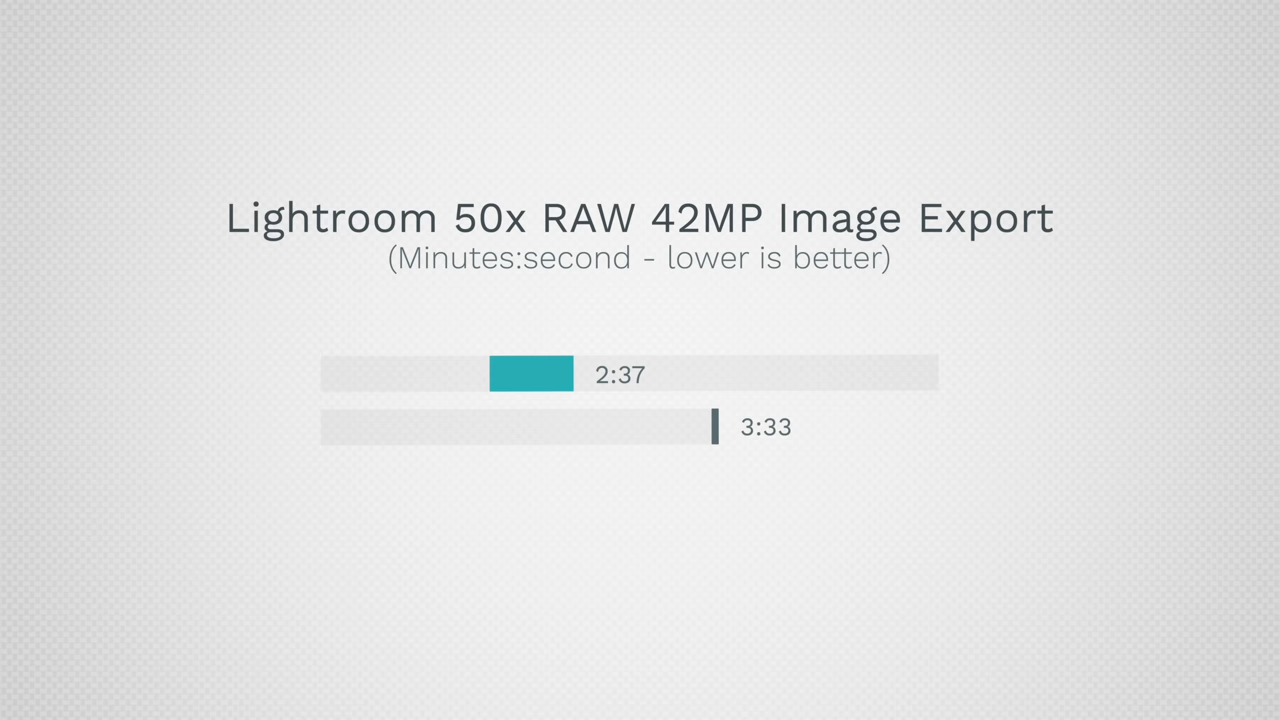 Lightroom 50x RAW 42MP Image Export
(Minutes:second - lower is better)
2:37
3:33